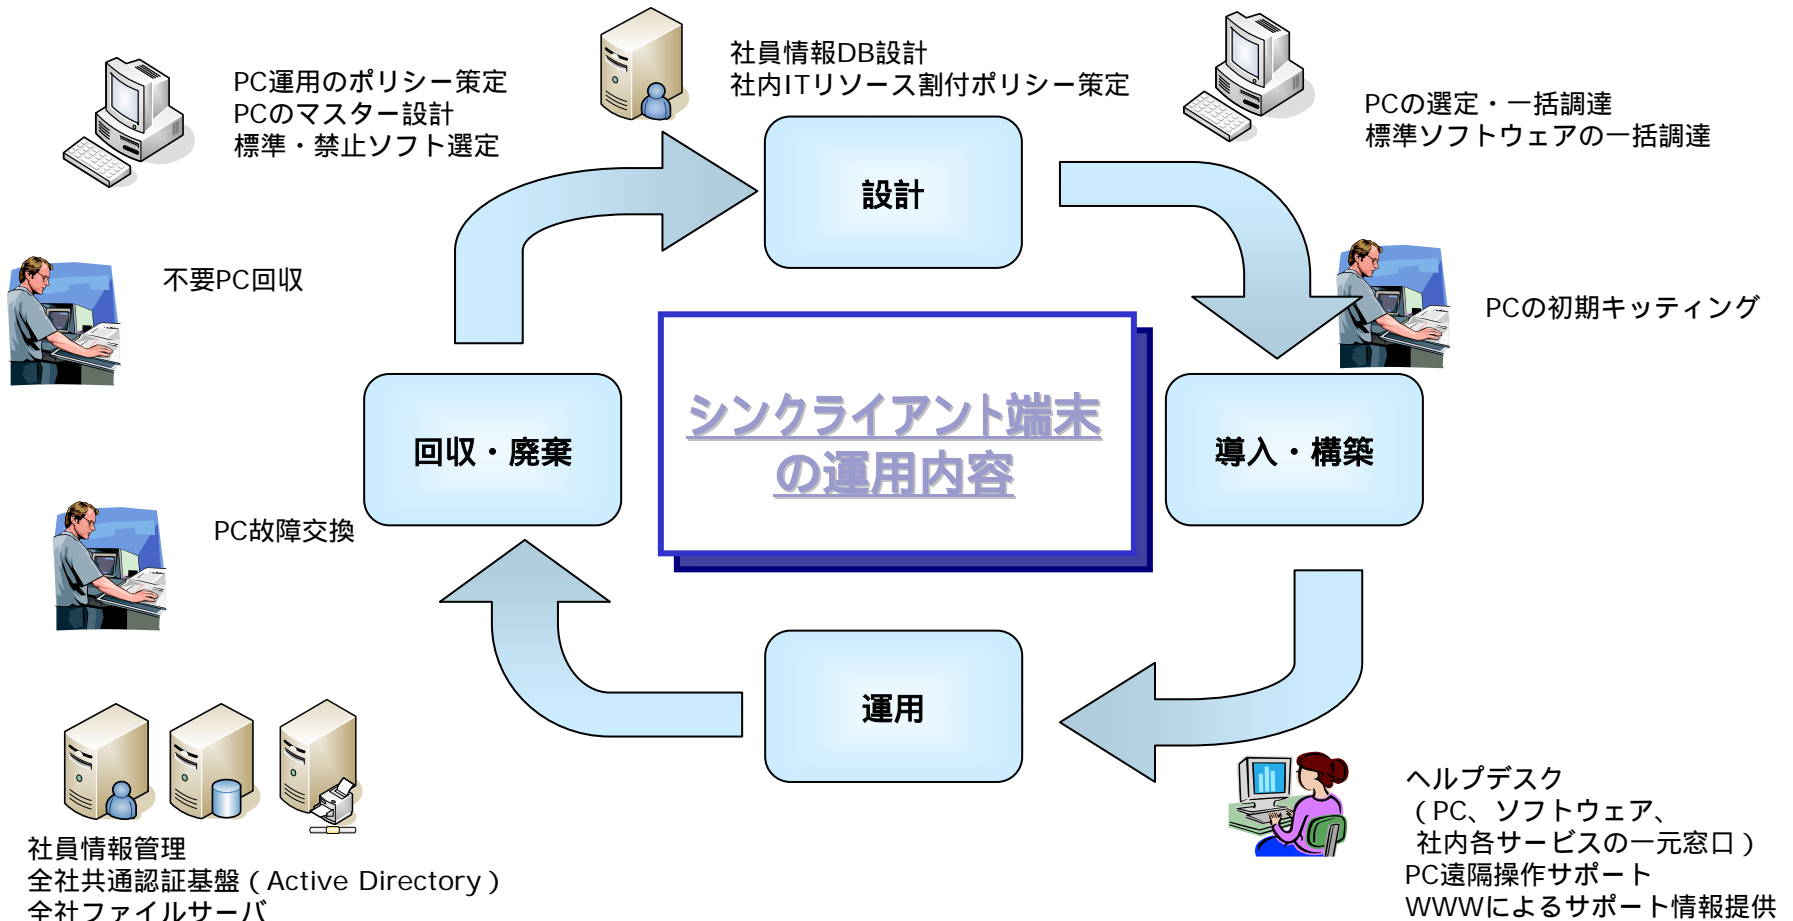 社員情報DB設計
社内ITリソース割付ポリシー策定
PC運用のポリシー策定
PCのマスター設計
標準・禁止ソフト選定
PCの選定・一括調達
標準ソフトウェアの一括調達
設計
不要PC回収
PCの初期キッティング
シンクライアント端末
の運用内容
回収・廃棄
導入・構築
PC故障交換
運用
ヘルプデスク
（PC、ソフトウェア、
社内各サービスの一元窓口）
PC遠隔操作サポート
WWWによるサポート情報提供
社員情報管理
全社共通認証基盤（Active Directory）
全社ファイルサーバ